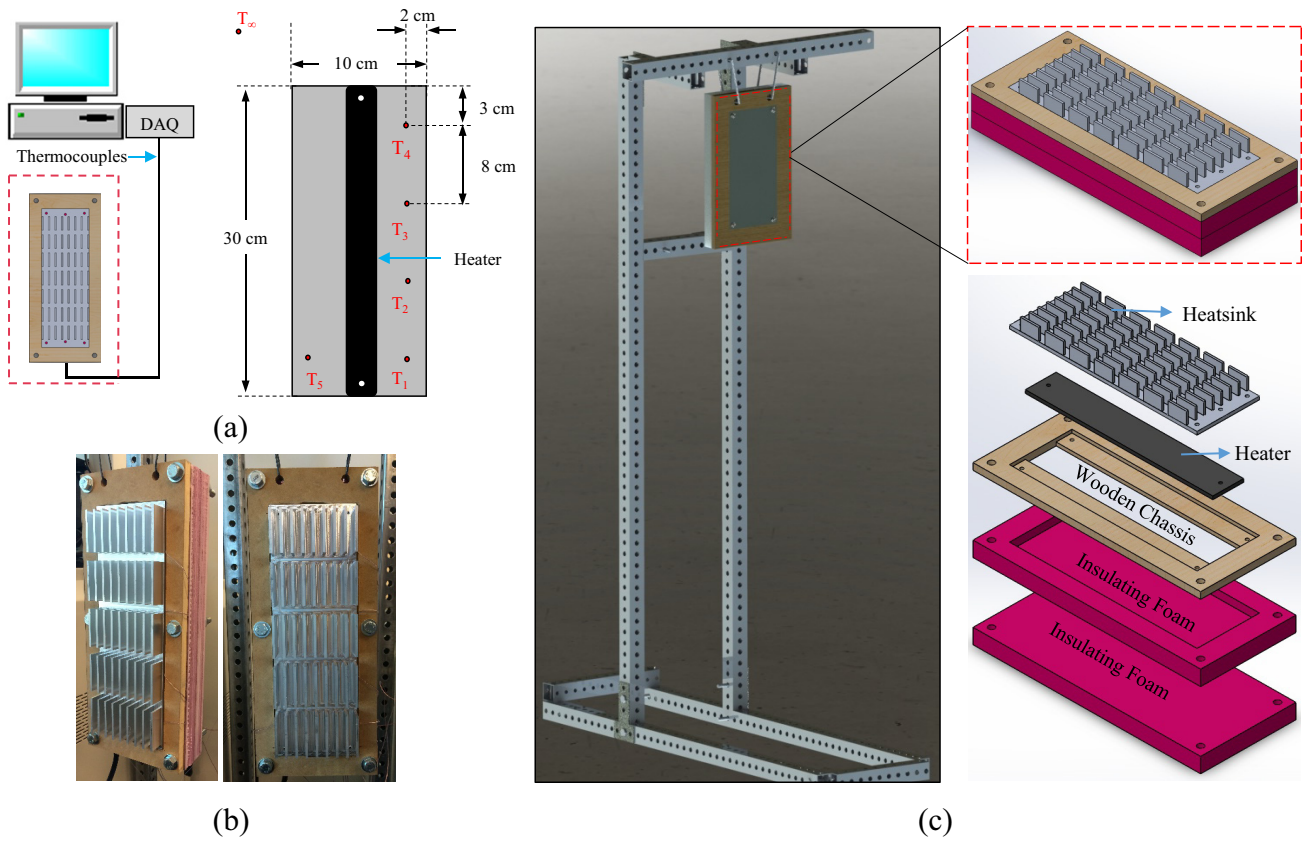 T∞
2 cm
10 cm
3 cm
DAQ
Thermocouples
T4
8 cm
T3
30 cm
Heater
T2
T5
T1
(a)
(b)
Heatsink
Heater
Wooden Chassis
Insulating Foam
Insulating Foam
(c)